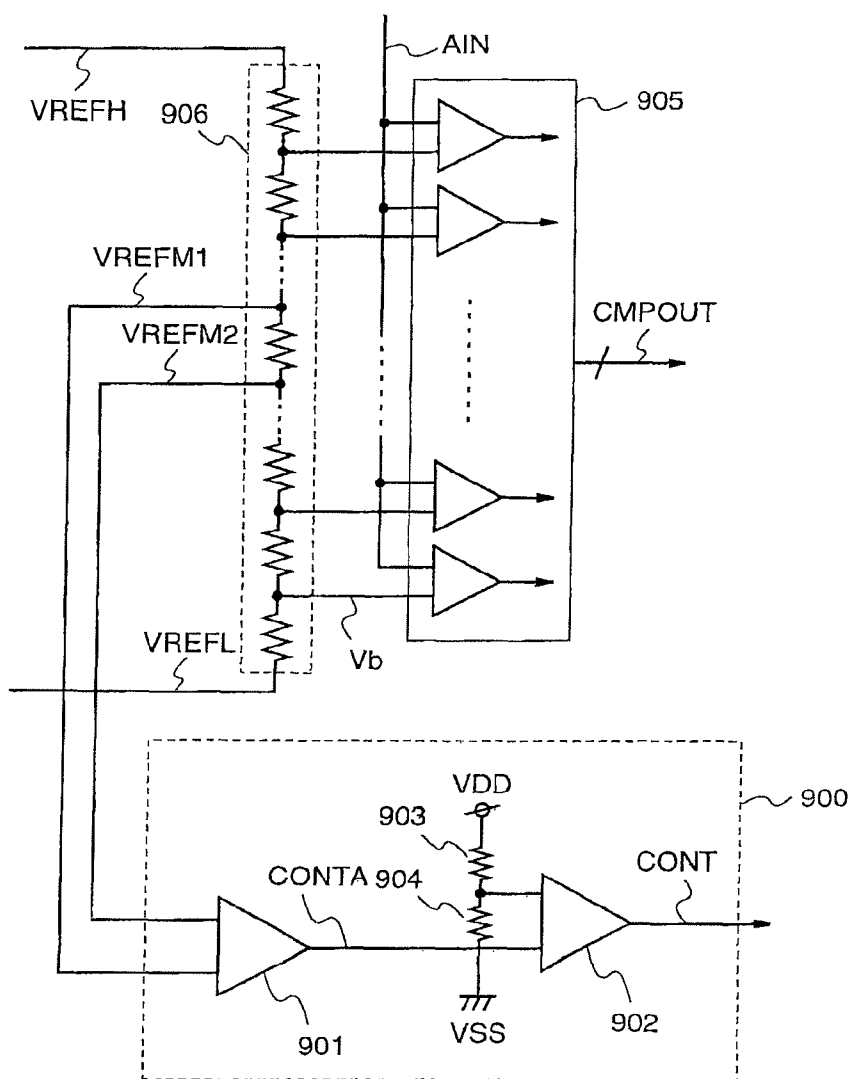 AIN
VREFH
906
905
VREFM1
VREFM2
CMPOUT
VREFL
Vb
VDD
903
900
CONTA
904
CONT
901
VSS
902